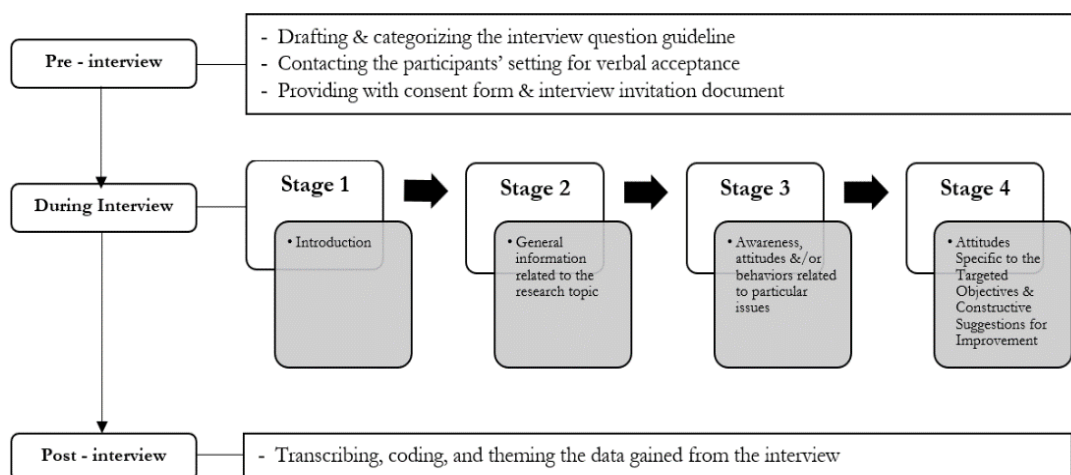 Pre - interview
- Drafting & categorizing the interview question guideline
- Contacting the participants' setting for verbal acceptance
- Providing with consent form & interview invitation document
During Interview
Stage 1
• Introduction
Stage 2
• General
information
related to the
research topic
Stage 3
• Awareness,
attitudes &/or
behaviors related
to particular
issues
Stage 4
• Attitudes
Specific to the
Targeted
Objectives &
Constructive
Suggestions for
Improvement
Post - interview
- Transcribing, coding, and theming the data gained from the interview